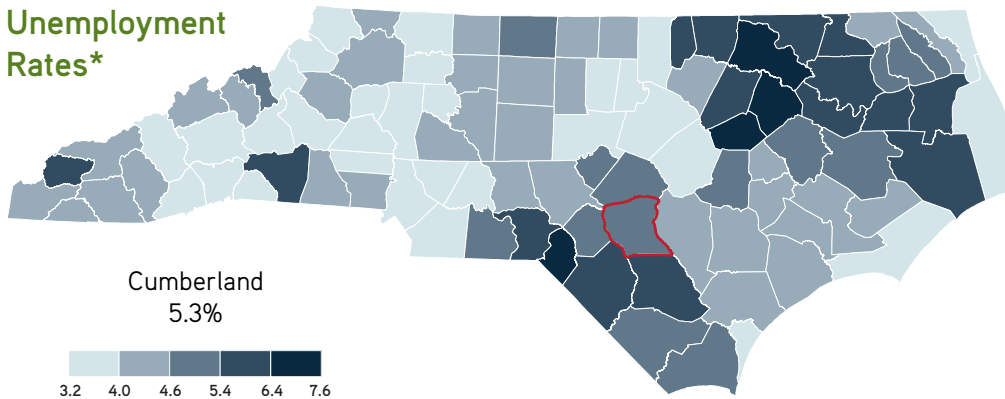 Unemployment
Rates*
Cumberland
5.3%
3.2 4.0 4.6 5.4 6.4 7.6